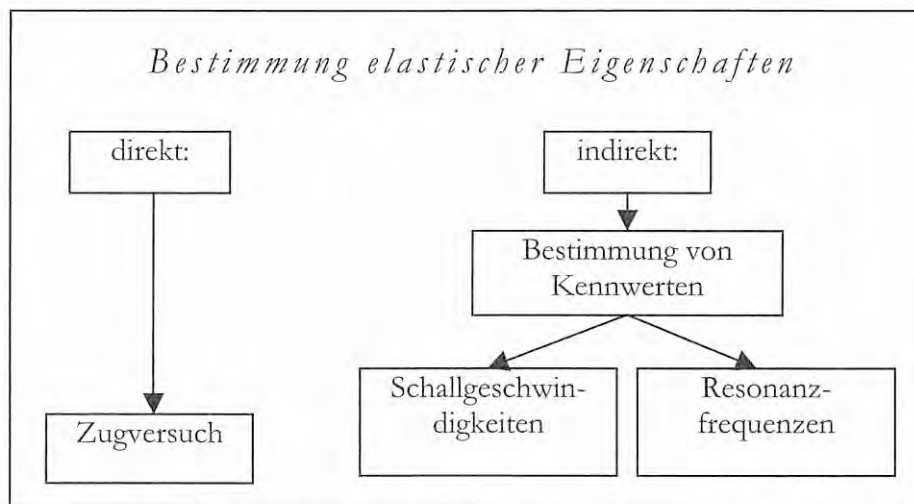 Bestimmung elastischer Eigenschaften
direkt:
indirekt:
Bestimmung von
Kennwerten
Schallgeschwin-
digkeiten
Resonanz-
frequenzen
Zugversuch